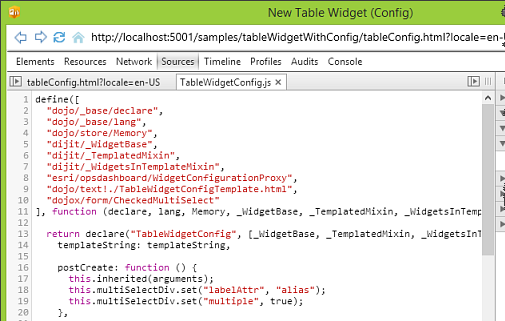 New Table Widget (Config)
http://localhost:5001/samples/tableWidgetWithConfig/tableConfig.html?locale=en-
Elements Resources Network Sources Timeline Profiles Audits Console
tableConfig.html?locale=en-US TableWidgetConfig.js ×
1 define([
2 "dojo/_base/declare",
3 "dojo/_base/lang",
4 "dojo/store/Memory",
5 "dijit/_WidgetBase",
6 "dijit/_TemplatedMixin",
7 "dijit/_WidgetsInTemplateMixin",
8 "esri/opsdashboard/WidgetConfigurationProxy",
9 "dojo/text!./TableWidgetConfigTemplate.html",
10 "dojox/form/CheckedMultiSelect"
11 ], function (declare, lang, Memory, _WidgetBase, _TemplatedMixin, _WidgetsInTemp
12
13 return declare("TableWidgetConfig", [_WidgetBase, _TemplatedMixin, _WidgetsInT
14 templateString: templateString,
15
16 postCreate: function () {
17 this.inherited(arguments);
18 this.multiSelectDiv.set("labelAttr", "alias");
19 this.multiSelectDiv.set("multiple", true);
20 },